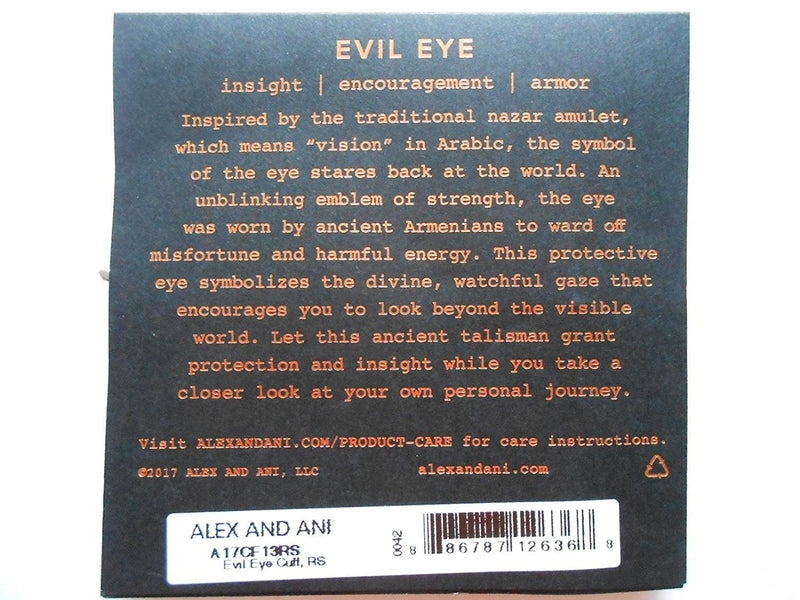 EVIL EYE
insight | encouragement | armor
Inspired by the traditional nazar amulet,
which means “vision” in Arabic, the symbol
of the eye stares back at the world. An
unblinking emblem of strength, the eye
was worn by ancient Armenians to ward off
misfortune and harmful energy. This protective
eye symbolizes the divine, watchful gaze that
encourages you to look beyond the visible
world. Let this ancient talisman grant
protection and insight while you take a
closer look at your own personal journey.
Visit ALEXANDANI.COM/PRODUCT-CARE for care instructions.
©2017 ALEX AND ANI, LLC alexandani.com
ALEX AND ANI
A17CF13RS
Evil Eye Cuff, RS
0042
8 86787 12636 8